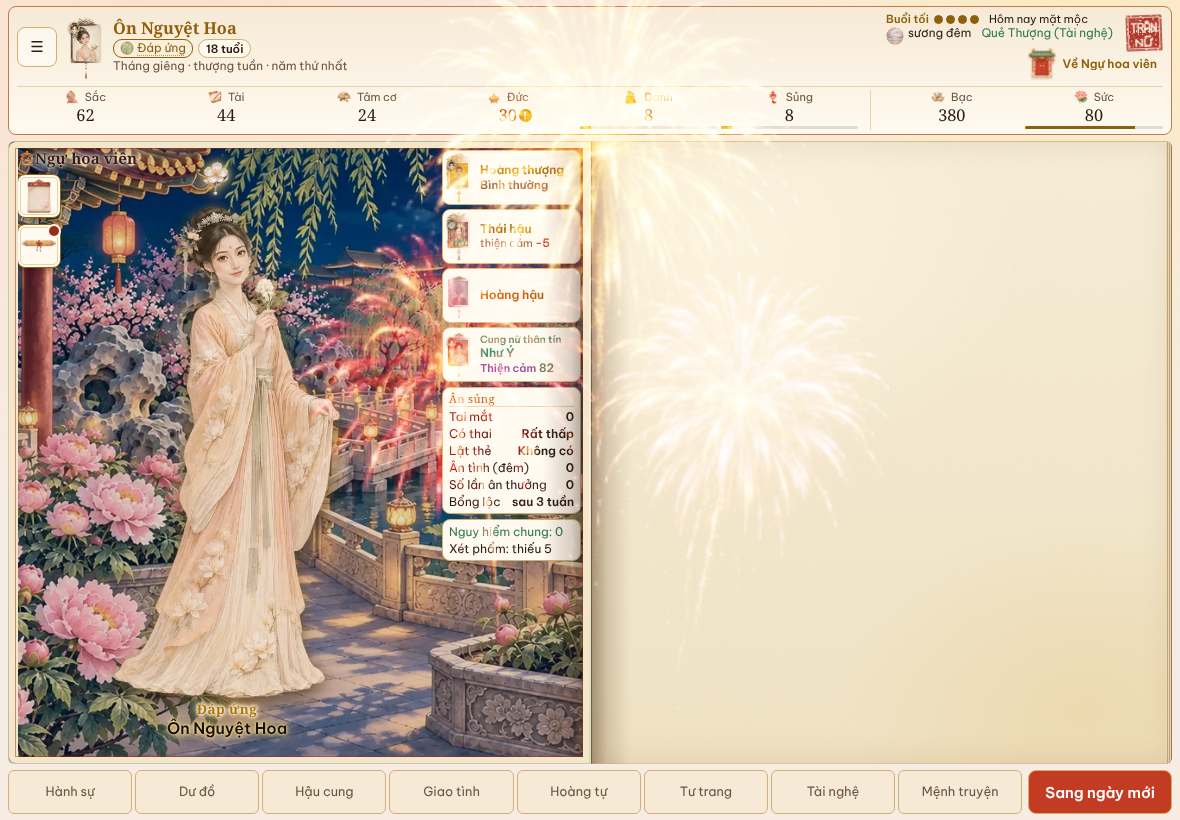 ☰
Ôn Nguyệt Hoa
Đáp ứng
18 tuổi
Tháng giêng · thượng tuần · năm thứ nhất
Buổi tối
Hôm nay mặt mộc
sương đêm
Quẻ Thượng (Tài nghệ)
Về Ngự hoa viên
TRÂN NỮ
Sắc
62
Tài
44
Tâm cơ
24
Đức
30
Danh
8
Sủng
8
Bạc
380
Sức
80
Ngự hoa viên
Hoàng thượng
Bình thường
Thái hậu
thiện cảm -5
Hoàng hậu
Cung nữ thân tín
Như Ý
Thiện cảm 82
Ân sủng
Tai mắt 0
Có thai Rất thấp
Lật thẻ Không có
Ân tình (đêm) 0
Số lần ân thưởng 0
Bổng lộc sau 3 tuần
Nguy hiểm chung: 0
Xét phẩm: thiếu 5
Đáp ứng
Ôn Nguyệt Hoa
Hành sự
Dư đồ
Hậu cung
Giao tình
Hoàng tự
Tư trang
Tài nghệ
Mệnh truyện
Sang ngày mới